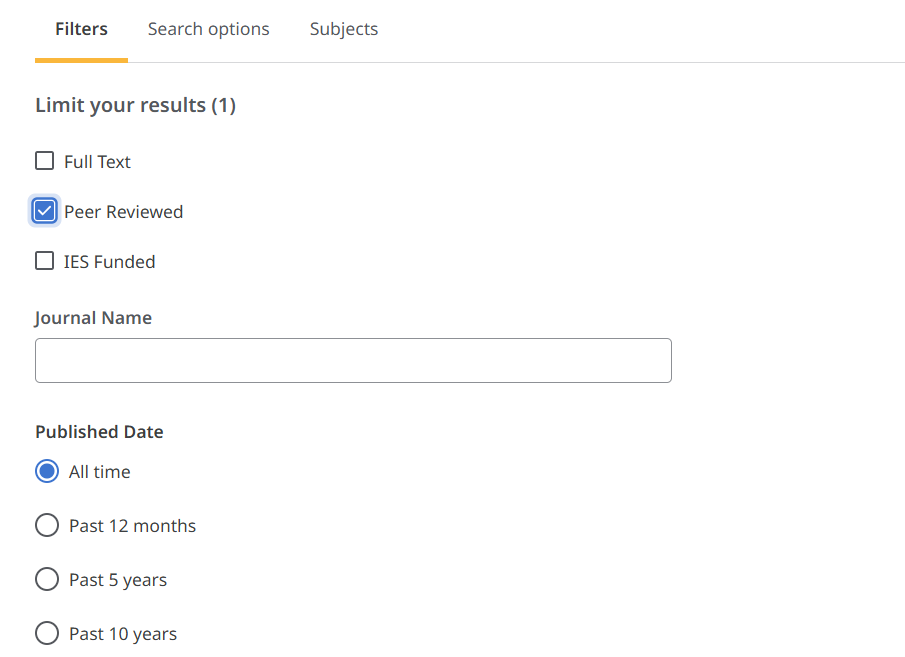 Filters Search options Subjects
Limit your results (1)
Full Text
Peer Reviewed
IES Funded
Journal Name
Published Date
All time
Past 12 months
Past 5 years
Past 10 years